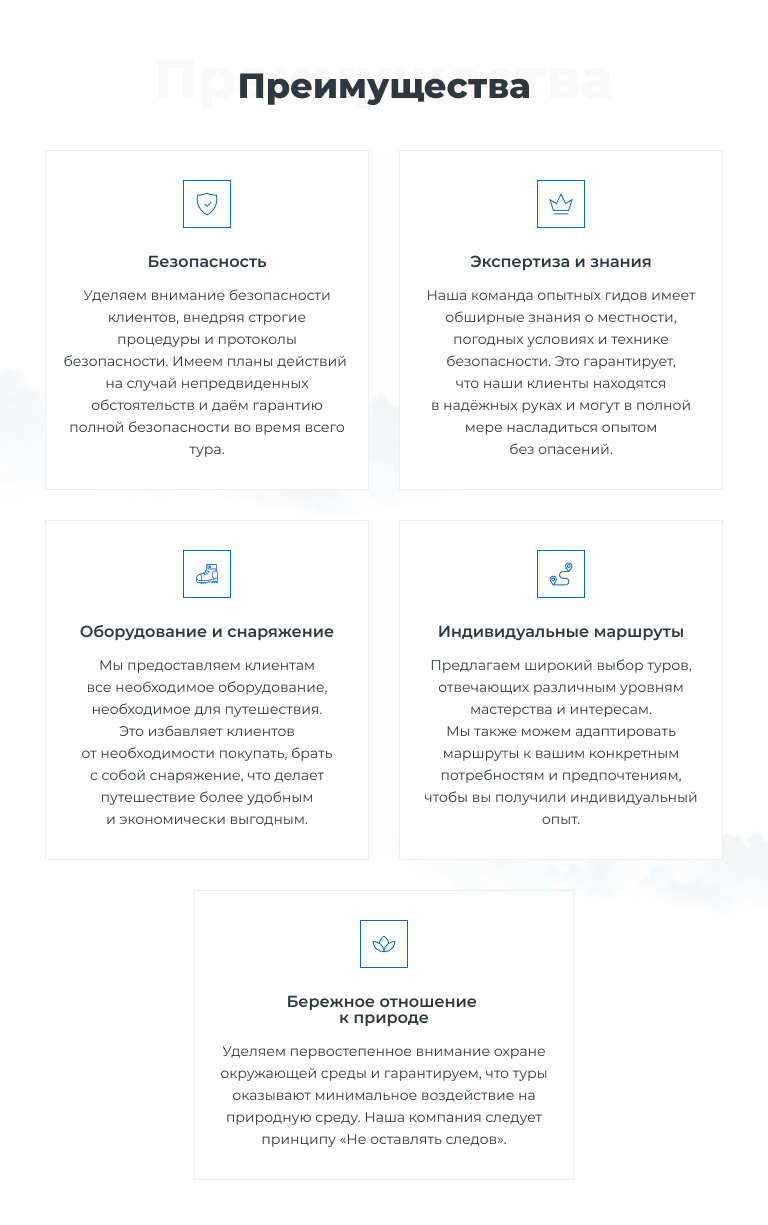 Преимущества
Безопасность
Уделяем внимание безопасности
клиентов, внедряя строгие
процедуры и протоколы
безопасности. Имеем планы действий
на случай непредвиденных
обстоятельств и даём гарантию
полной безопасности во время всего
тура.
Экспертиза и знания
Наша команда опытных гидов имеет
обширные знания о местности,
погодных условиях и технике
безопасности. Это гарантирует,
что наши клиенты находятся
в надёжных руках и могут в полной
мере насладиться опытом
без опасений.
Оборудование и снаряжение
Мы предоставляем клиентам
все необходимое оборудование,
необходимое для путешествия.
Это избавляет клиентов
от необходимости покупать, брать
с собой снаряжение, что делает
путешествие более удобным
и экономически выгодным.
Индивидуальные маршруты
Предлагаем широкий выбор туров,
отвечающих различным уровням
мастерства и интересам.
Мы также можем адаптировать
маршруты к вашим конкретным
потребностям и предпочтениям,
чтобы вы получили индивидуальный
опыт.
Бережное отношение
к природе
Уделяем первостепенное внимание охране
окружающей среды и гарантируем, что туры
оказывают минимальное воздействие на
природную среду. Наша компания следует
принципу «Не оставлять следов».